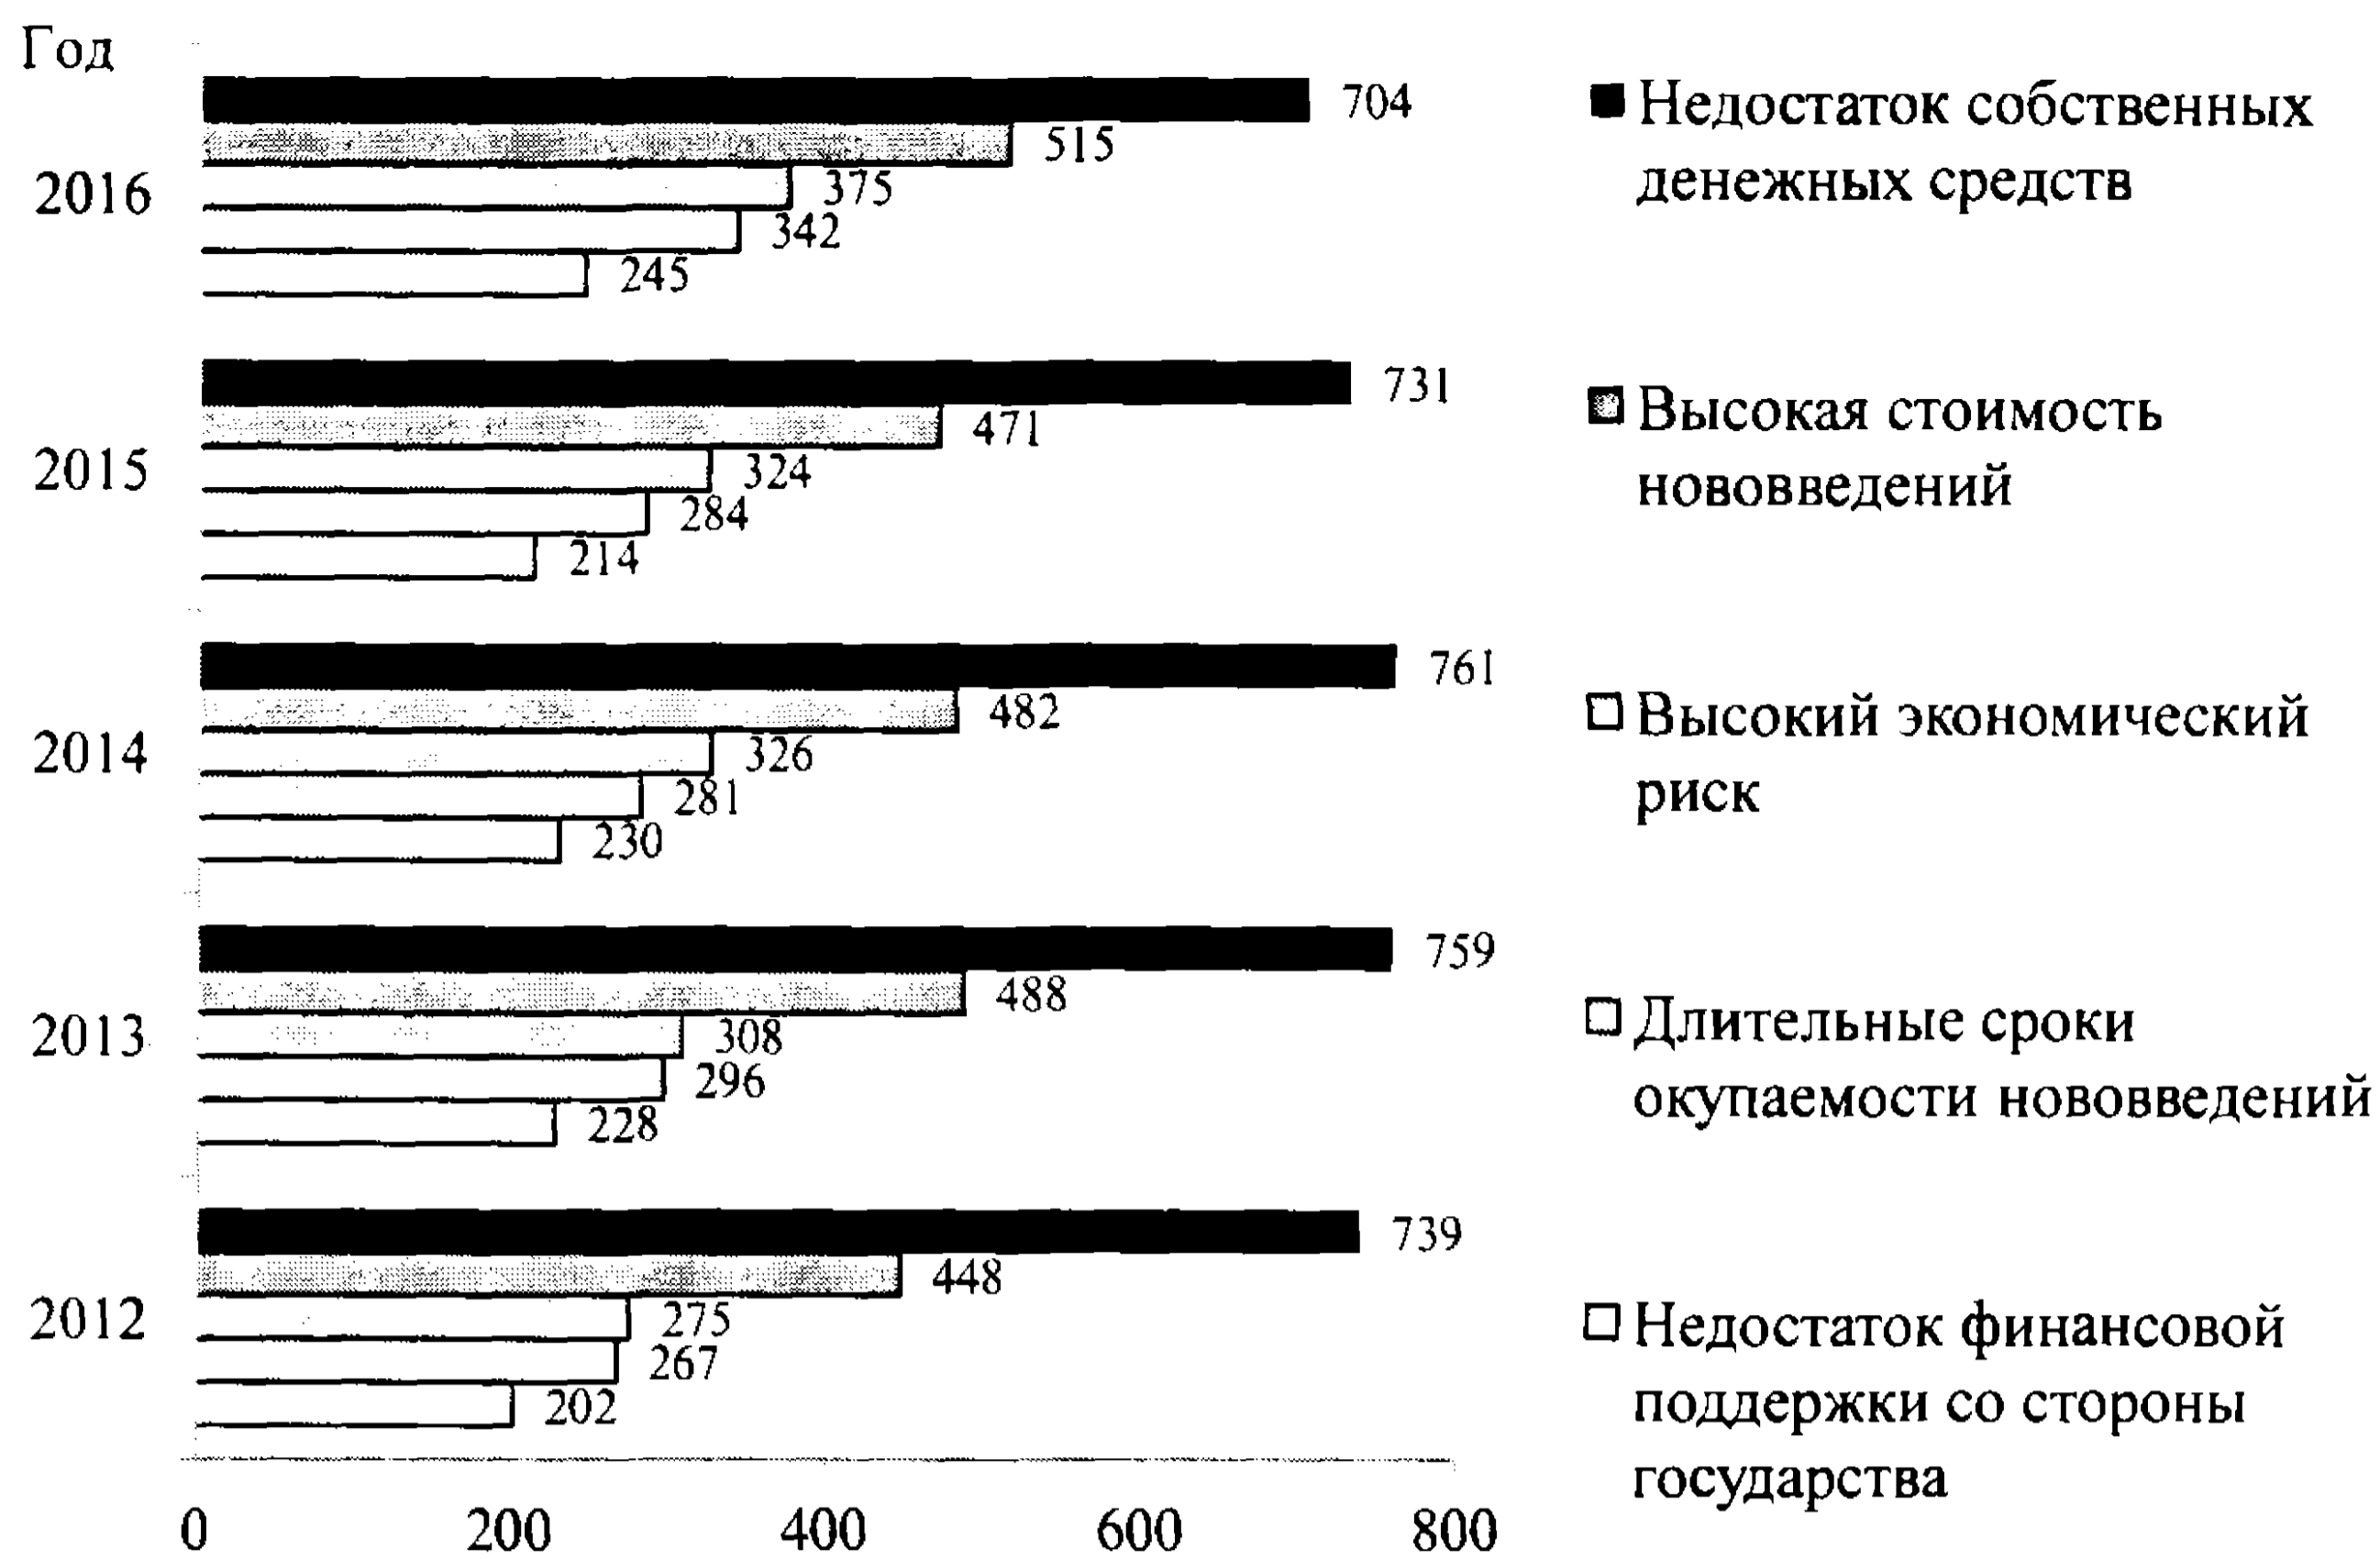 Год
704
515
2016
375
342
245
731
471
2015
324
284
214
761
482
2014
326
281
230
759
488
2013
308
296
228
739
448
2012
275
267
202
0 200 400 600 800
Недостаток собственных
денежных средств
Высокая стоимость
нововведений
Высокий экономический
риск
Длительные сроки
окупаемости нововведений
Недостаток финансовой
поддержки со стороны
государства